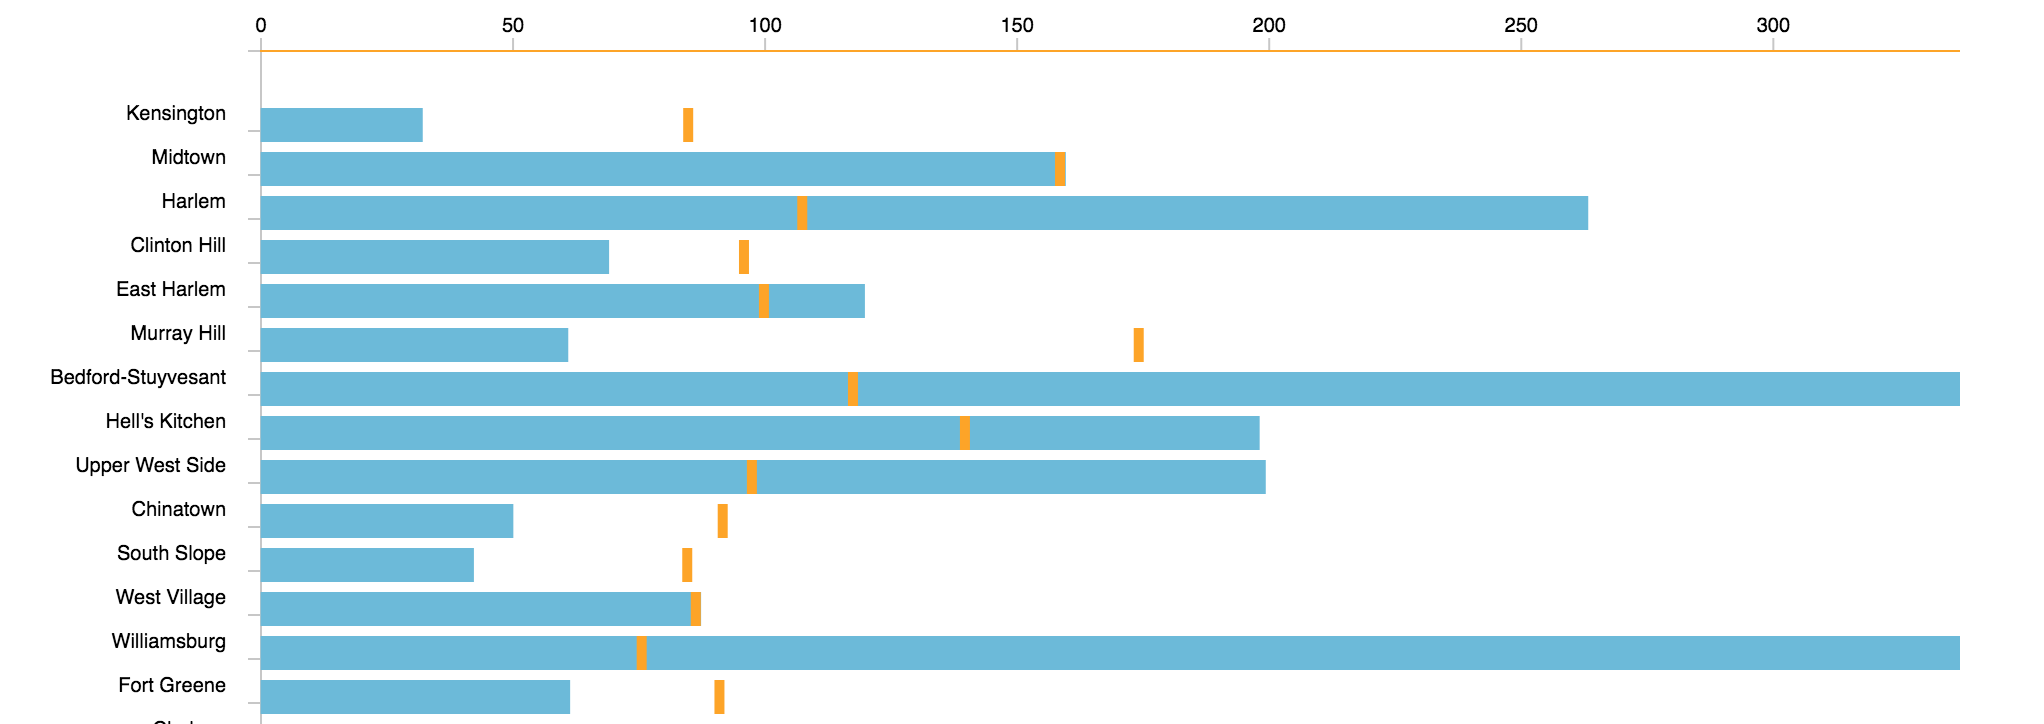 0 50 100 150 200 250 300
Kensington
Midtown
Harlem
Clinton Hill
East Harlem
Murray Hill
Bedford-Stuyvesant
Hell's Kitchen
Upper West Side
Chinatown
South Slope
West Village
Williamsburg
Fort Greene